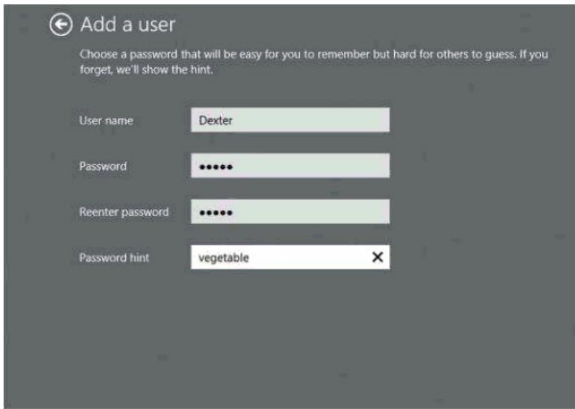 Add a user
Choose a password that will be easy for you to remember but hard for others to guess. If you
forget, we'll show the hint.
User name Dexter
Password •••••
Reenter password •••••
Password hint vegetable